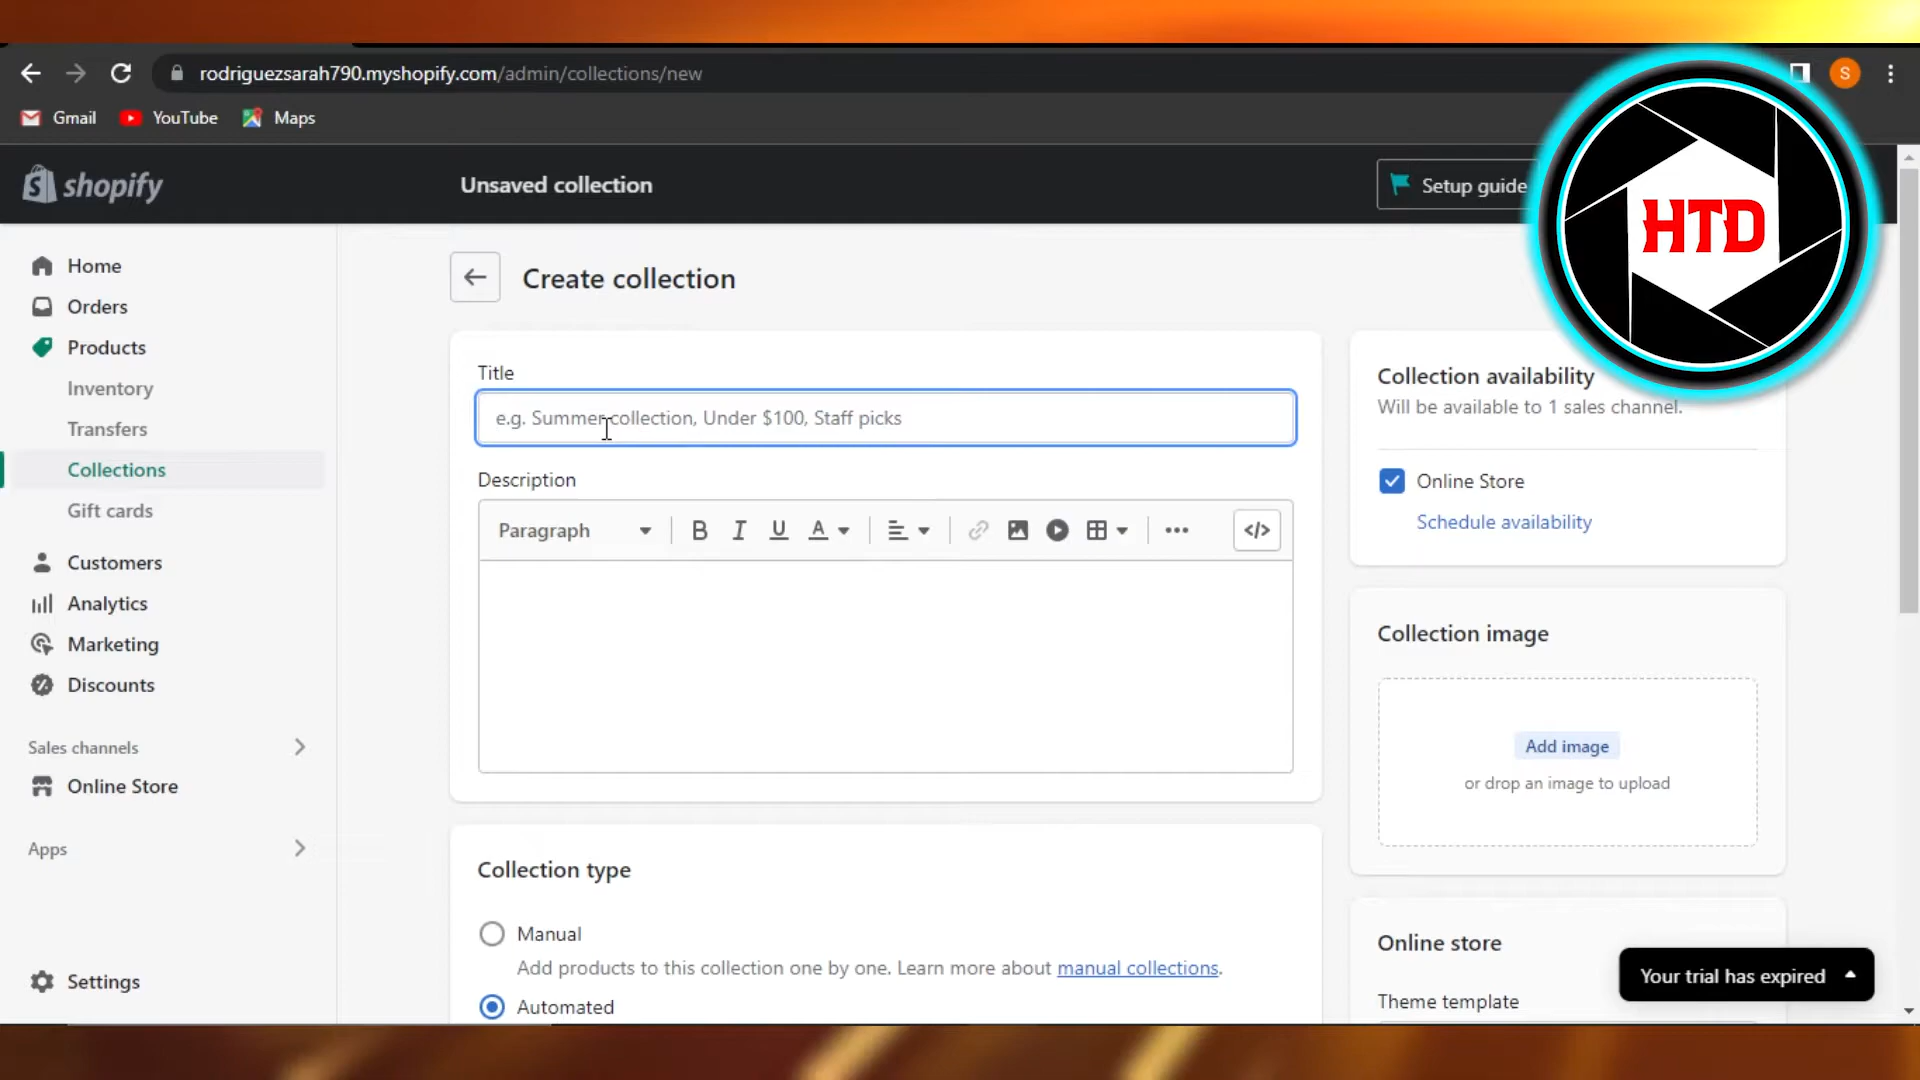 rodriguezsarah790.myshopify.com/admin/collections/new
S
Gmail YouTube Maps
shopify
Unsaved collection
Setup guide
HTD
Home
Orders
Products
Inventory
Transfers
Collections
Gift cards
Customers
Analytics
Marketing
Discounts
Sales channels
Online Store
Apps
Settings
Create collection
Title
e.g. Summer collection, Under $100, Staff picks
Description
Paragraph B I U A </>
Collection type
Manual
Add products to this collection one by one. Learn more about manual collections.
Automated
Collection availability
Will be available to 1 sales channel.
Online Store
Schedule availability
Collection image
Add image
or drop an image to upload
Online store
Theme template
Your trial has expired